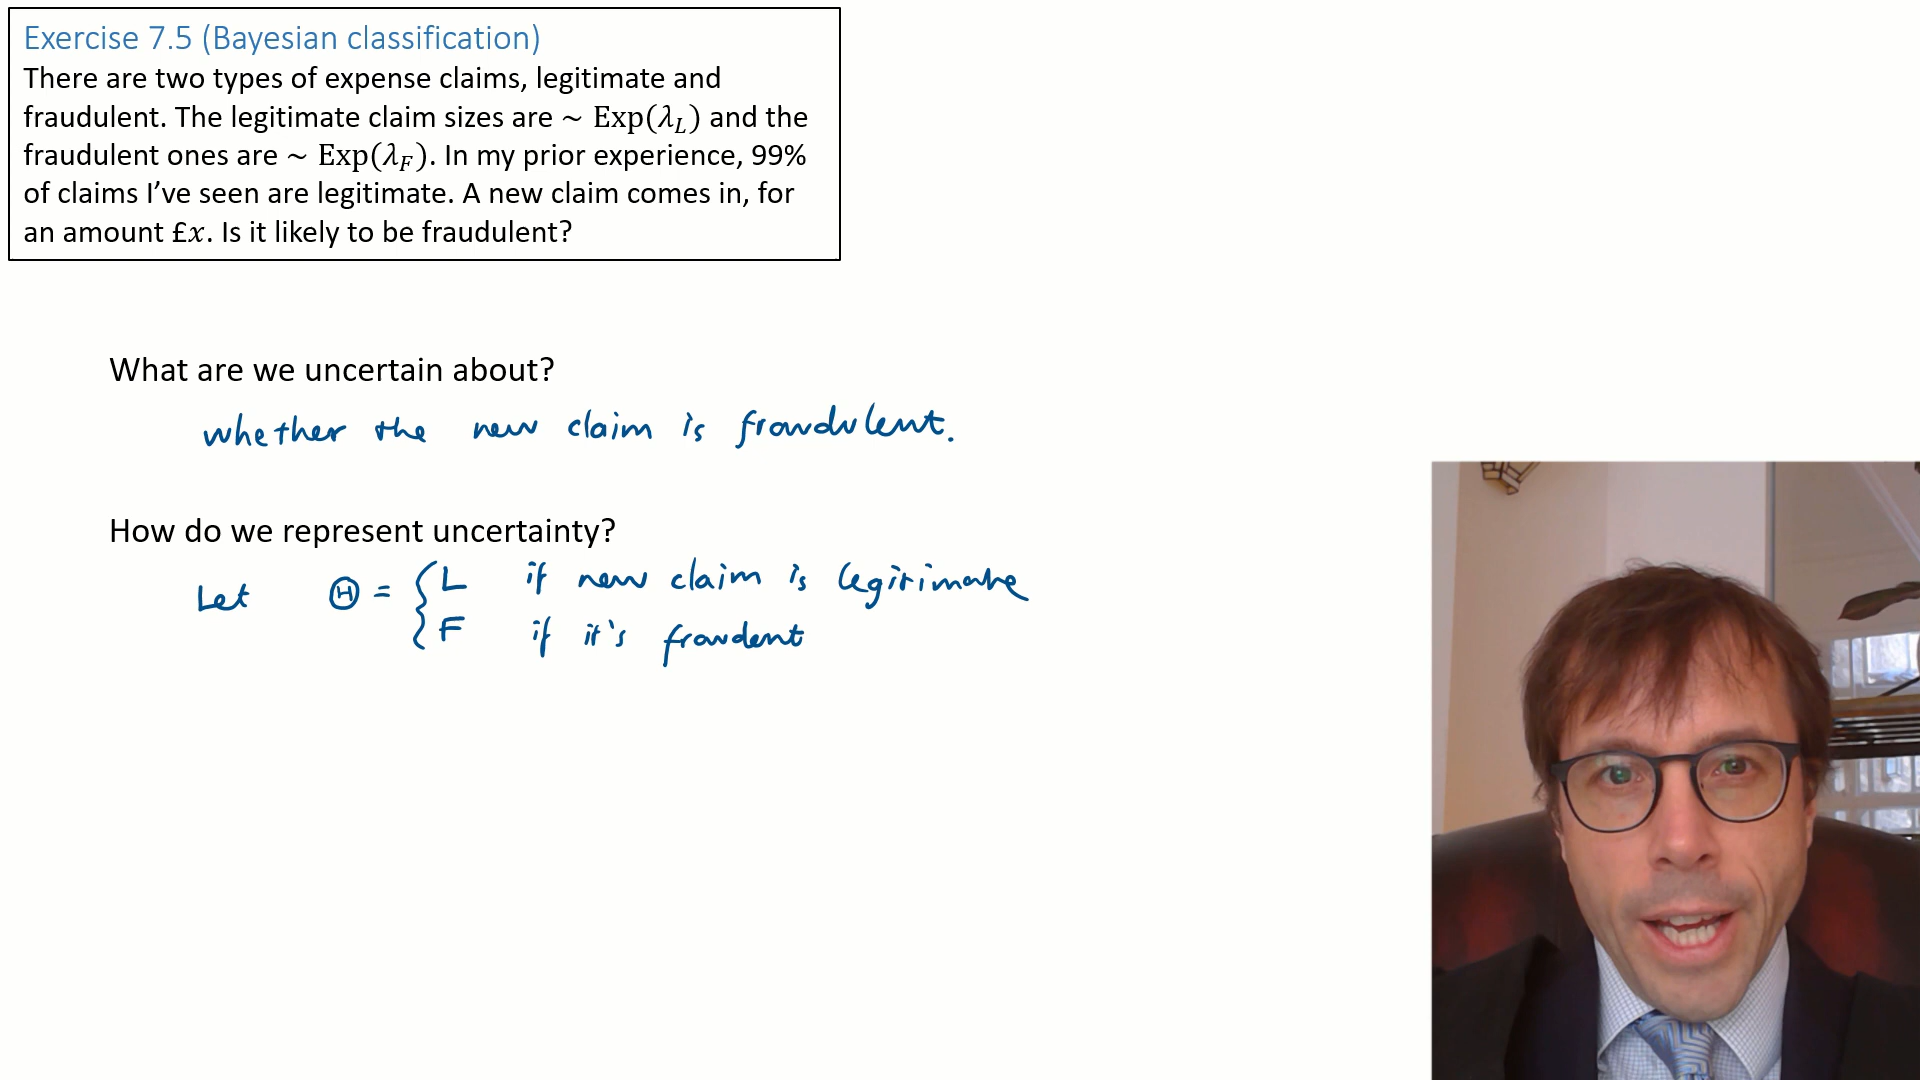 Exercise 7.5 (Bayesian classification)
There are two types of expense claims, legitimate and
fraudulent. The legitimate claim sizes are ~ Exp(λ_L) and the
fraudulent ones are ~ Exp(λ_F). In my prior experience, 99%
of claims I’ve seen are legitimate. A new claim comes in, for
an amount £x. Is it likely to be fraudulent?
What are we uncertain about?
whether the new claim is fraudulent.
How do we represent uncertainty?
Let Θ = { L if new claim is legitimate
F if it's fraudent